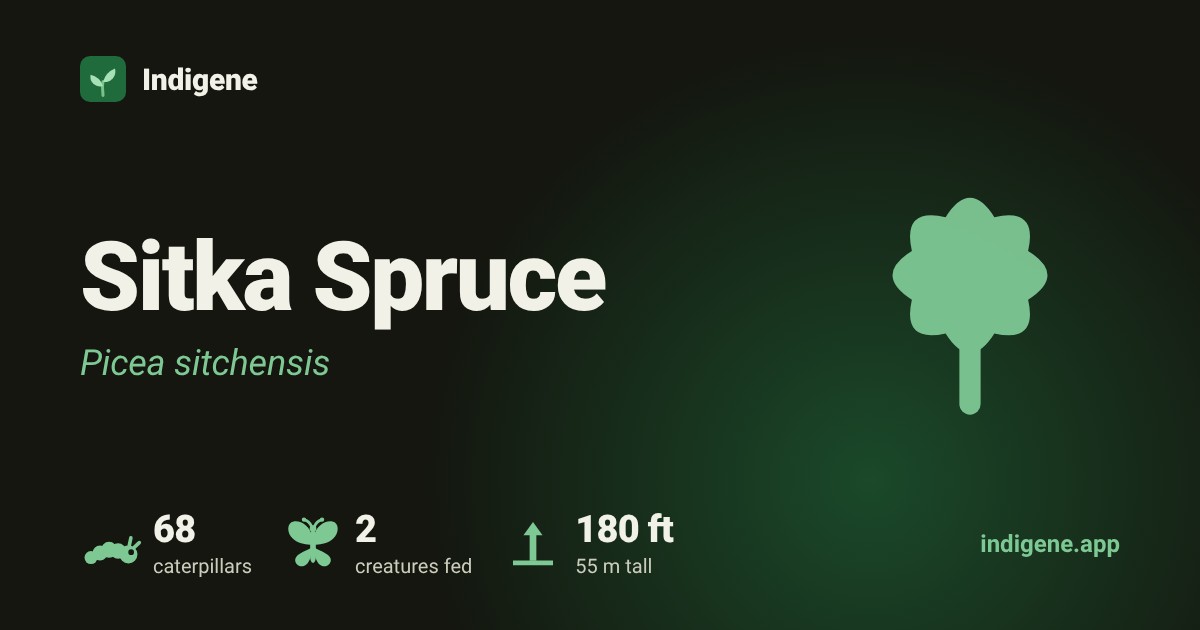 Indigene
Sitka Spruce
Picea sitchensis
68
caterpillars
2
creatures fed
180 ft
55 m tall
indigene.app